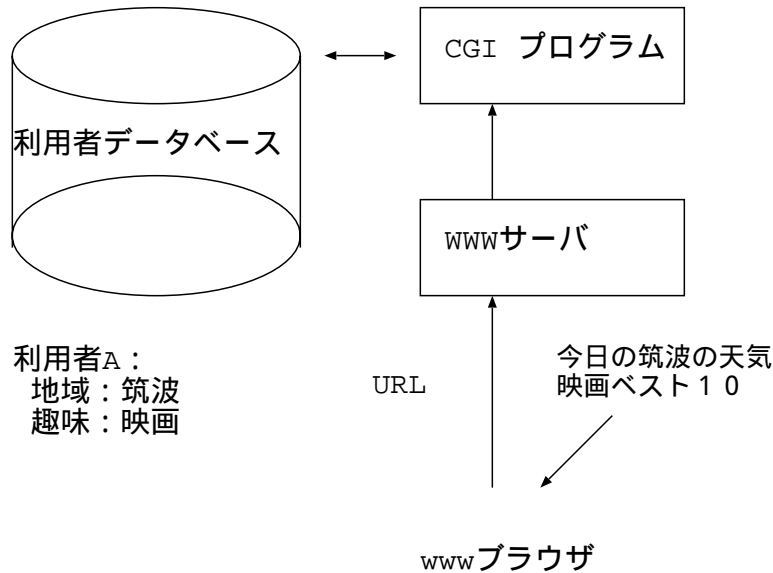 CGI プログラム
利用者データベース
WWWサーバ
利用者A：
地域：筑波
趣味：映画
URL
今日の筑波の天気
映画ベスト１０
wwwブラウザ